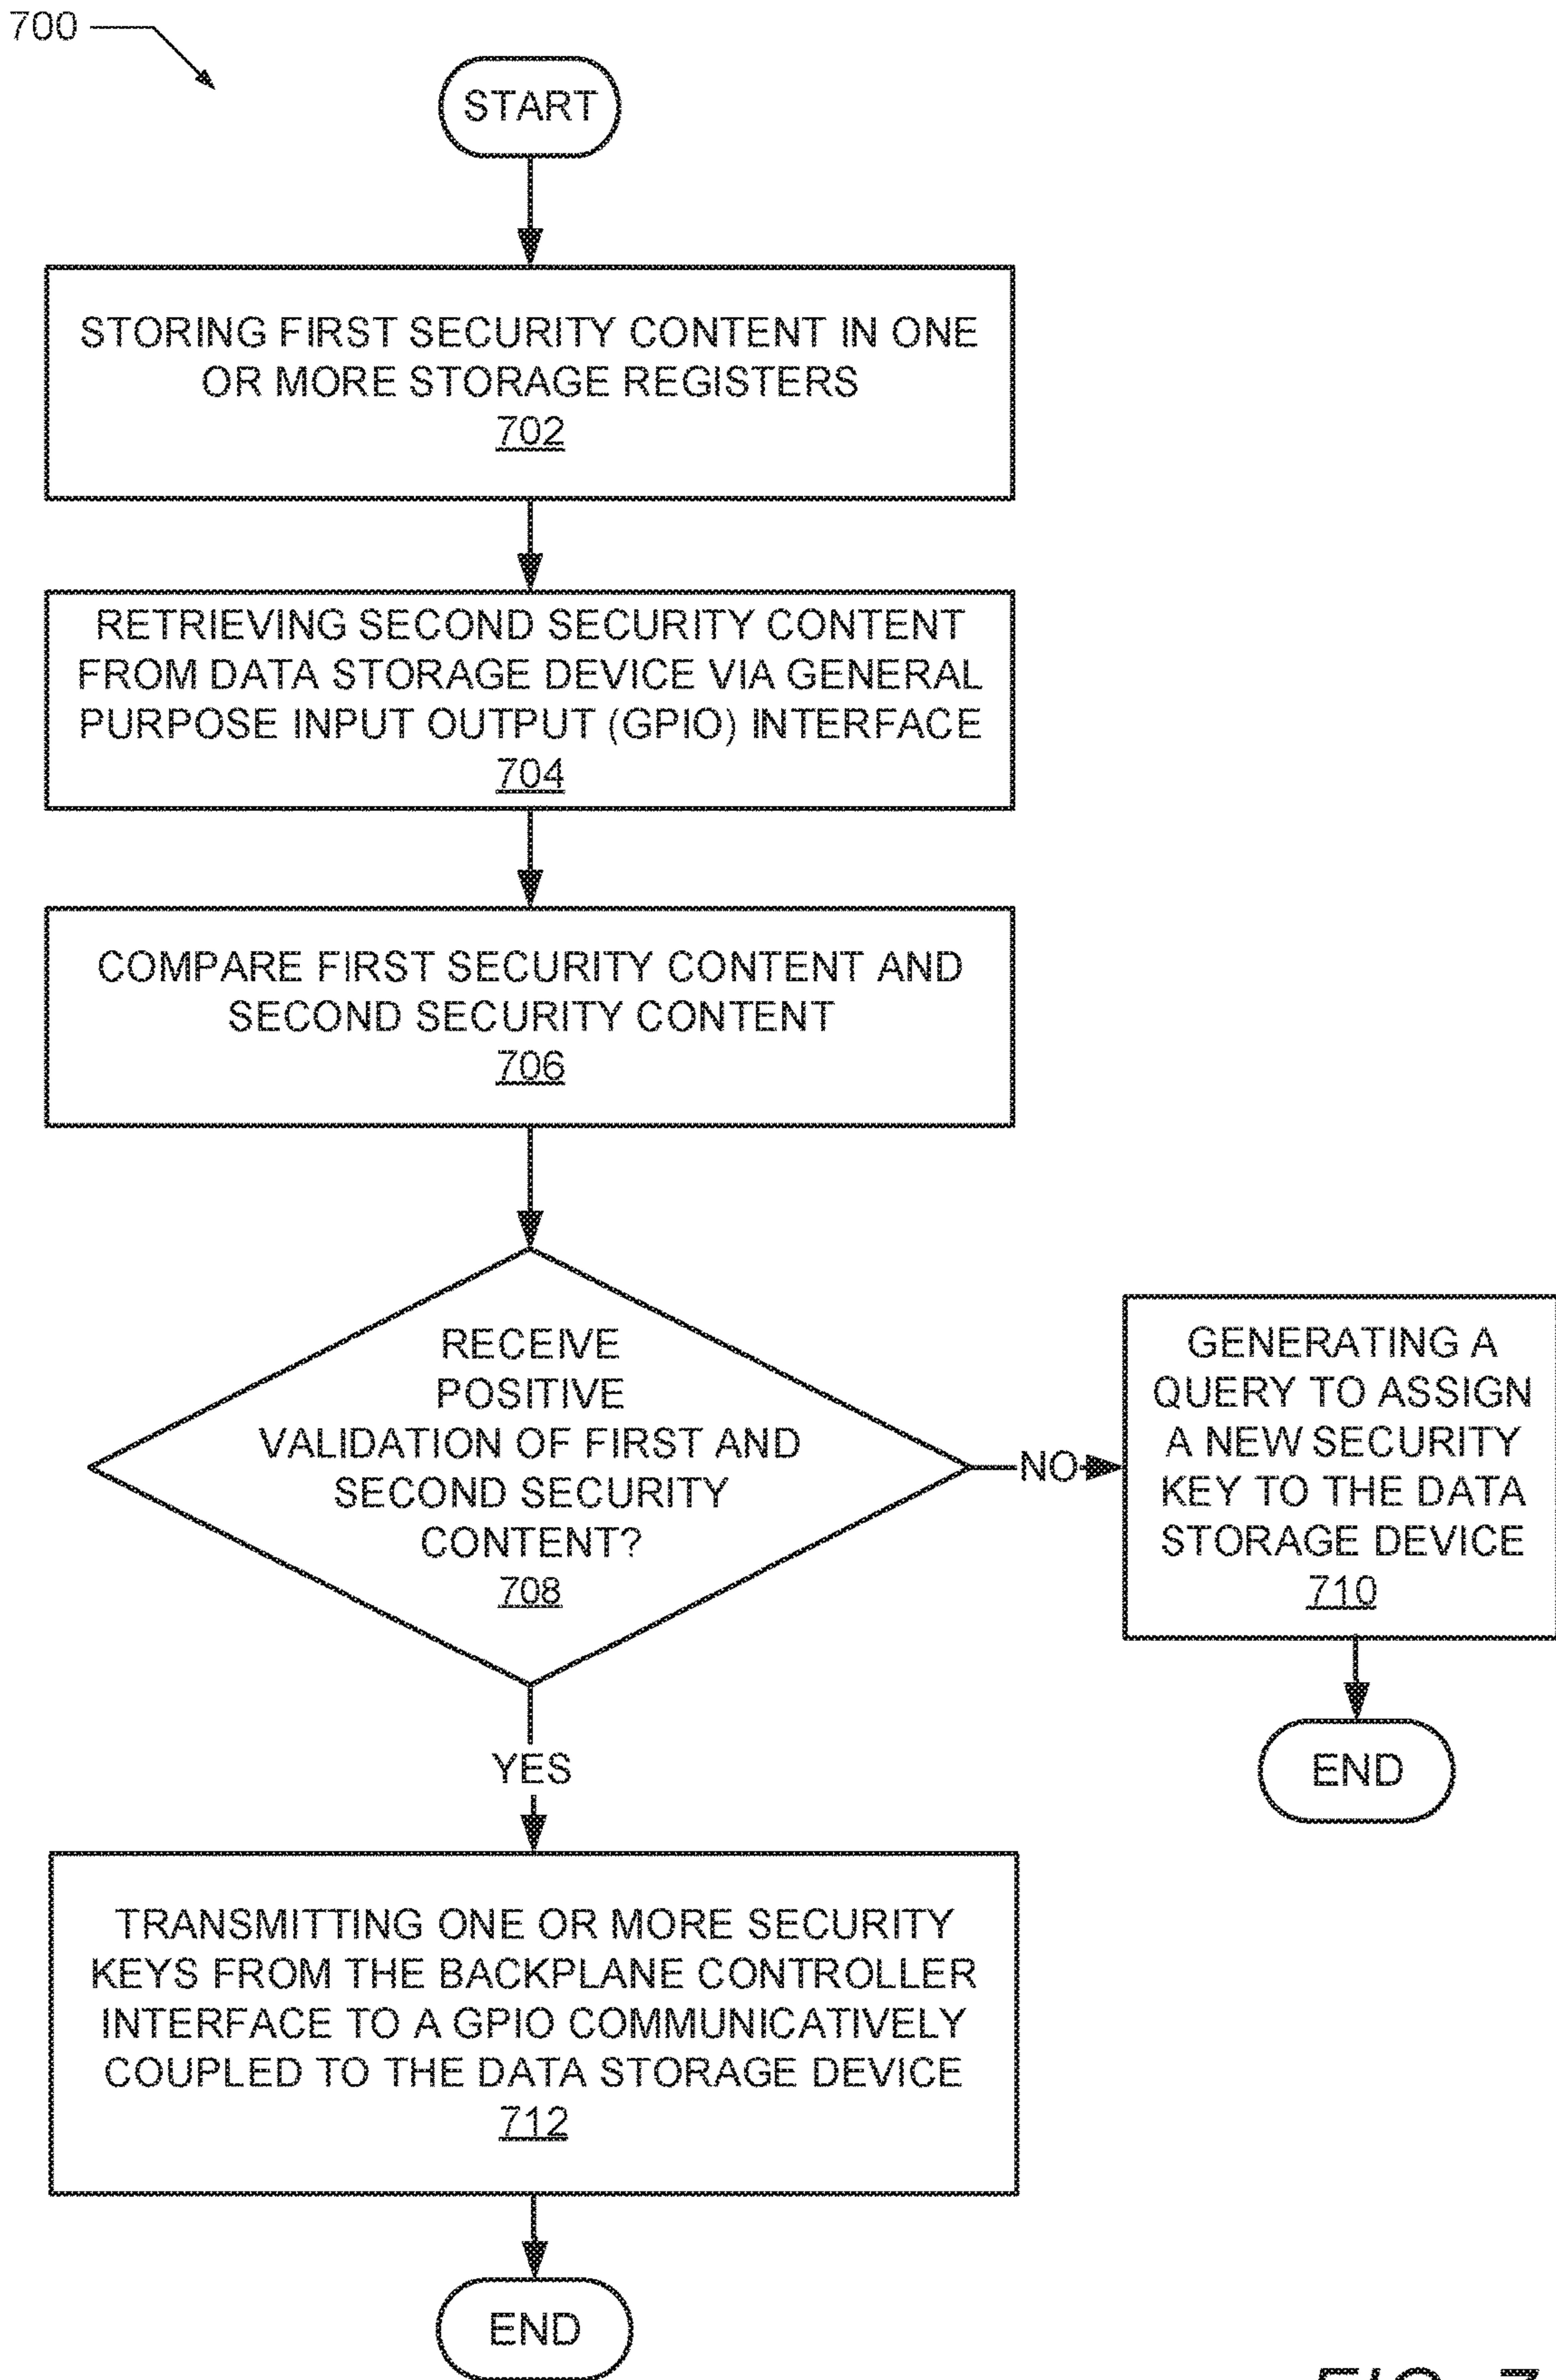 700
START
STORING FIRST SECURITY CONTENT IN ONE
OR MORE STORAGE REGISTERS
702
RETRIEVING SECOND SECURITY CONTENT
FROM DATA STORAGE DEVICE VIA GENERAL
PURPOSE INPUT OUTPUT (GPIO) INTERFACE
704
COMPARE FIRST SECURITY CONTENT AND
SECOND SECURITY CONTENT
706
RECEIVE
POSITIVE
VALIDATION OF FIRST AND
SECOND SECURITY
CONTENT?
708
NO
GENERATING A
QUERY TO ASSIGN
A NEW SECURITY
KEY TO THE DATA
STORAGE DEVICE
710
END
YES
TRANSMITTING ONE OR MORE SECURITY
KEYS FROM THE BACKPLANE CONTROLLER
INTERFACE TO A GPIO COMMUNICATIVELY
COUPLED TO THE DATA STORAGE DEVICE
712
END
FIG. 7